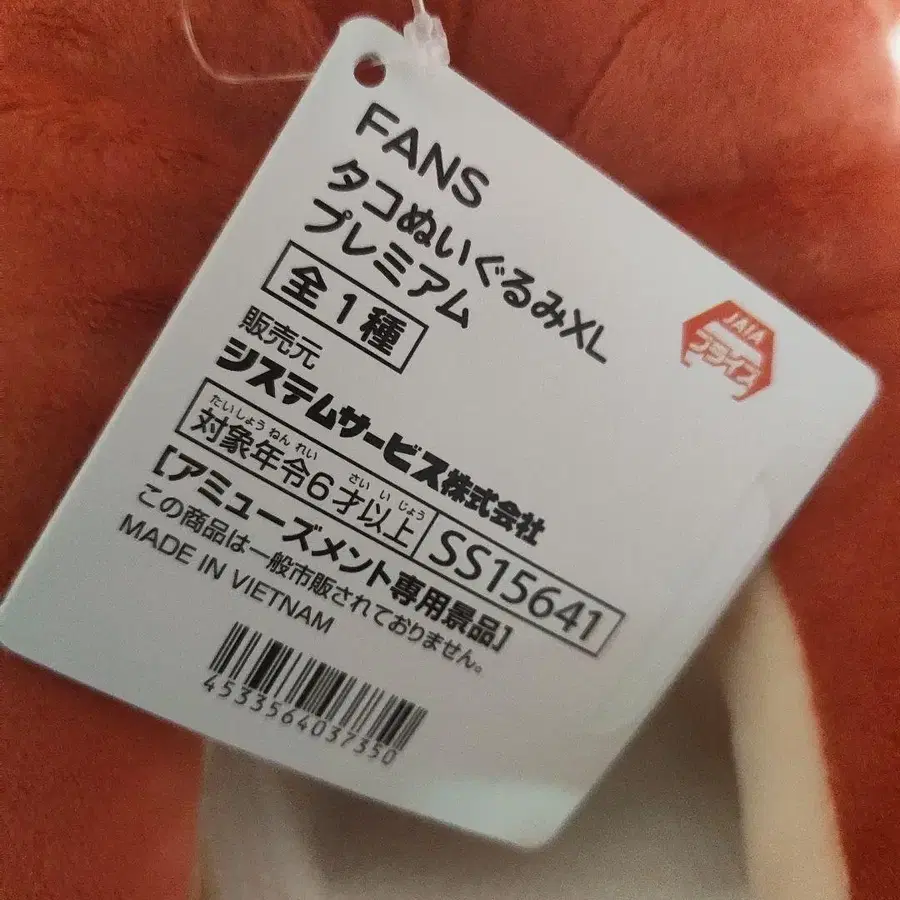 FANS
タコぬいぐるみXL
プレミアム
全1種
JAIA
プライズ
販売元
システムサービス株式会社
たいしょうねんれい さいいじょう
対象年令6才以上
SS15641
[アミューズメント専用景品]
この商品は一般市販されておりません。
MADE IN VIETNAM
4533564037350